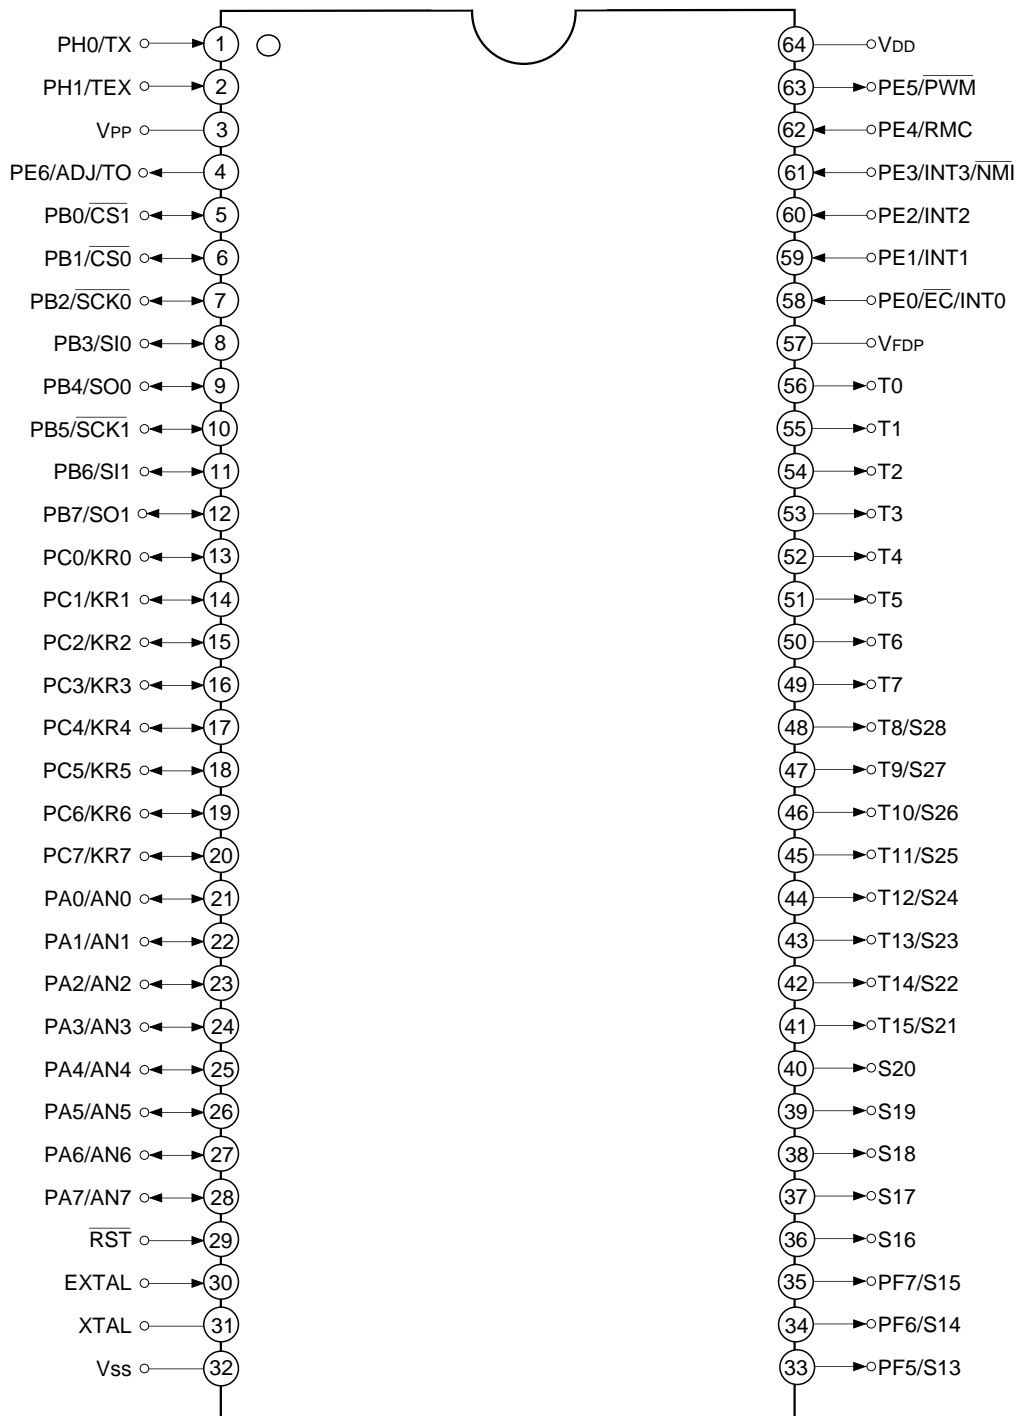 PH0/TX 1 64 VDD
PH1/TEX 2 63 PE5/P̅W̅M̅
VPP 3 62 PE4/RMC
PE6/ADJ/TO 4 61 PE3/INT3/N̅M̅I̅
PB0/C̅S̅1̅ 5 60 PE2/INT2
PB1/C̅S̅0̅ 6 59 PE1/INT1
PB2/S̅C̅K̅0̅ 7 58 PE0/E̅C̅/INT0
PB3/SI0 8 57 VFDP
PB4/SO0 9 56 T0
PB5/S̅C̅K̅1̅ 10 55 T1
PB6/SI1 11 54 T2
PB7/SO1 12 53 T3
PC0/KR0 13 52 T4
PC1/KR1 14 51 T5
PC2/KR2 15 50 T6
PC3/KR3 16 49 T7
PC4/KR4 17 48 T8/S28
PC5/KR5 18 47 T9/S27
PC6/KR6 19 46 T10/S26
PC7/KR7 20 45 T11/S25
PA0/AN0 21 44 T12/S24
PA1/AN1 22 43 T13/S23
PA2/AN2 23 42 T14/S22
PA3/AN3 24 41 T15/S21
PA4/AN4 25 40 S20
PA5/AN5 26 39 S19
PA6/AN6 27 38 S18
PA7/AN7 28 37 S17
R̅S̅T̅ 29 36 S16
EXTAL 30 35 PF7/S15
XTAL 31 34 PF6/S14
Vss 32 33 PF5/S13